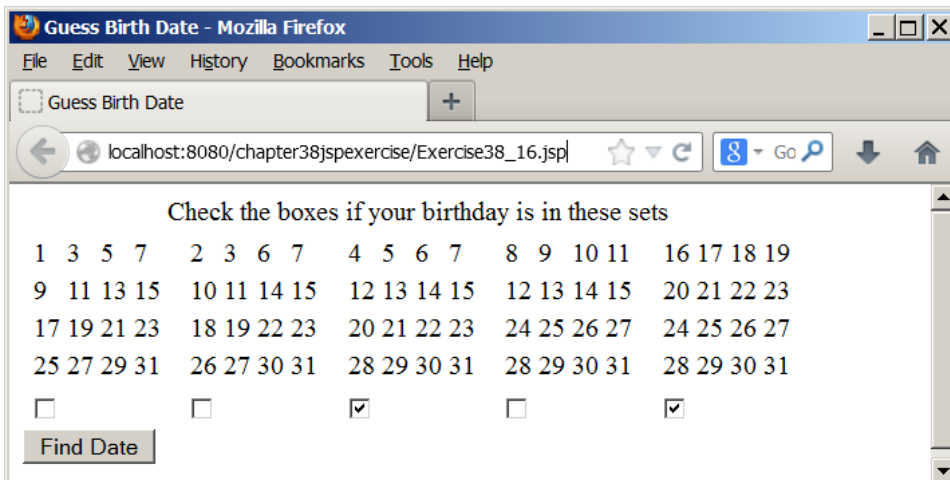 Guess Birth Date - Mozilla Firefox
File Edit View History Bookmarks Tools Help
Guess Birth Date +
localhost:8080/chapter38jspexercise/Exercise38_16.jsp 8 Go
Check the boxes if your birthday is in these sets
1 3 5 7 2 3 6 7 4 5 6 7 8 9 10 11 16 17 18 19
9 11 13 15 10 11 14 15 12 13 14 15 12 13 14 15 20 21 22 23
17 19 21 23 18 19 22 23 20 21 22 23 24 25 26 27 24 25 26 27
25 27 29 31 26 27 30 31 28 29 30 31 28 29 30 31 28 29 30 31
Find Date